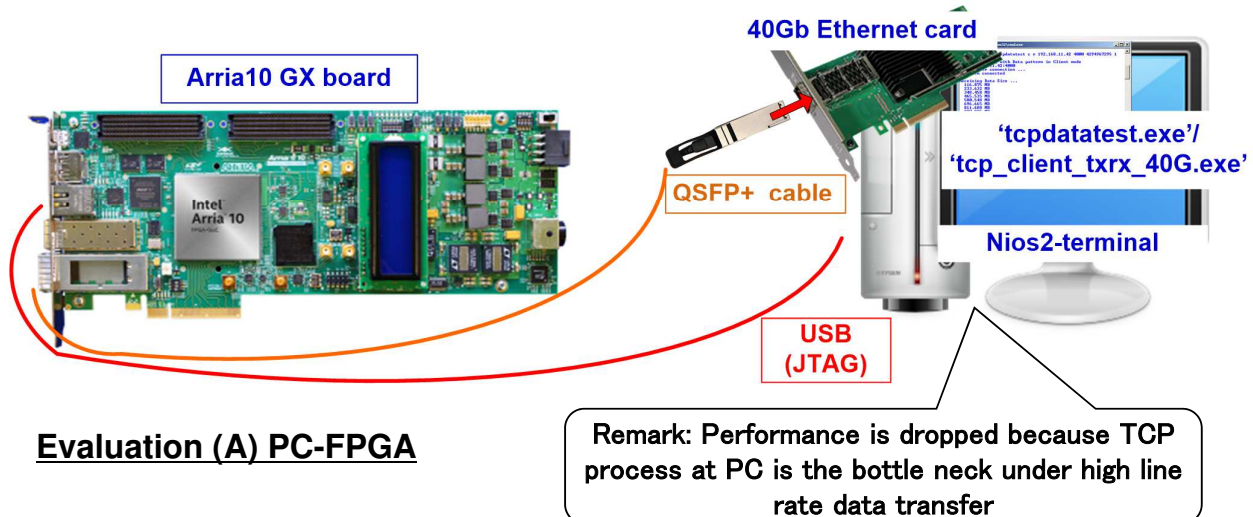 40Gb Ethernet card
Arria10 GX board
'tcpdatatest.exe'/
'tcp_client_txrx_40G.exe'
QSFP+ cable
Intel
Arria 10
Nios2-terminal
USB
(JTAG)
Evaluation (A) PC-FPGA
Remark: Performance is dropped because TCP
process at PC is the bottle neck under high line
rate data transfer